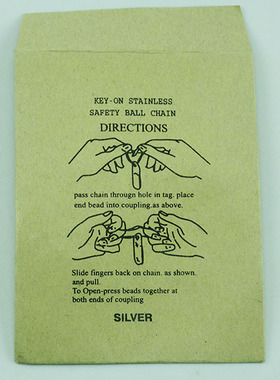 KEY-ON STAINLESS
SAFETY BALL CHAIN
DIRECTIONS
pass chain through hole in tag. place
end bead into coupling.as above.
Slide fingers back on chain. as shown.
and pull.
To Open-press beads together at
both ends of coupling
SILVER